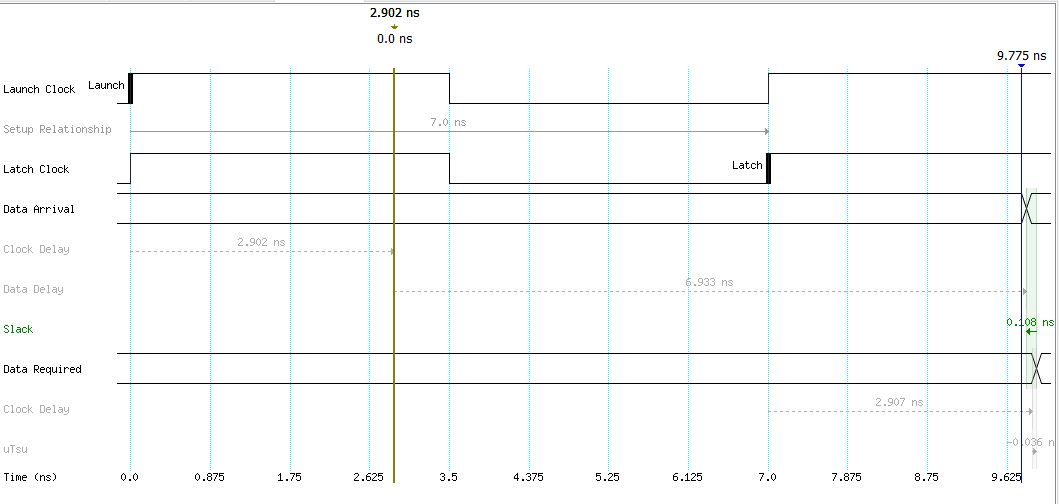 2.902 ns
0.0 ns
9.775 ns
Launch Clock Launch
Setup Relationship 7.0 ns
Latch Clock Latch
Data Arrival
Clock Delay 2.902 ns
Data Delay 6.933 ns
Slack 0.108 ns
Data Required
Clock Delay 2.907 ns
uTsu -0.036 n
Time (ns) 0.0 0.875 1.75 2.625 3.5 4.375 5.25 6.125 7.0 7.875 8.75 9.625